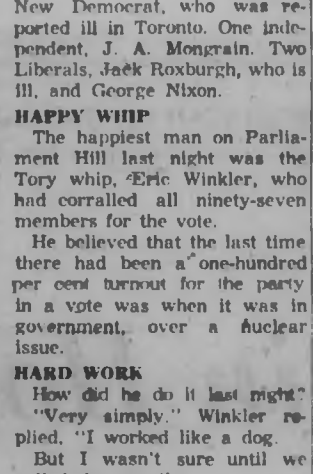 New Democrat, who was re-
ported ill in Toronto. One inde-
pendent, J. A. Mongrain. Two
Liberals, Jack Roxburgh, who is
ill, and George Nixon.
HAPPY WHIP
The happiest man on Parlia-
ment Hill last night was the
Tory whip, Eric Winkler, who
had corralled all ninety-seven
members for the vote.
He believed that the last time
there had been a one-hundred
per cent turnout for the party
in a vote was when it was in
government, over a nuclear
issue.
HARD WORK
How did he do it last night?
"Very simply." Winkler re-
plied, "I worked like a dog.
But I wasn't sure until we